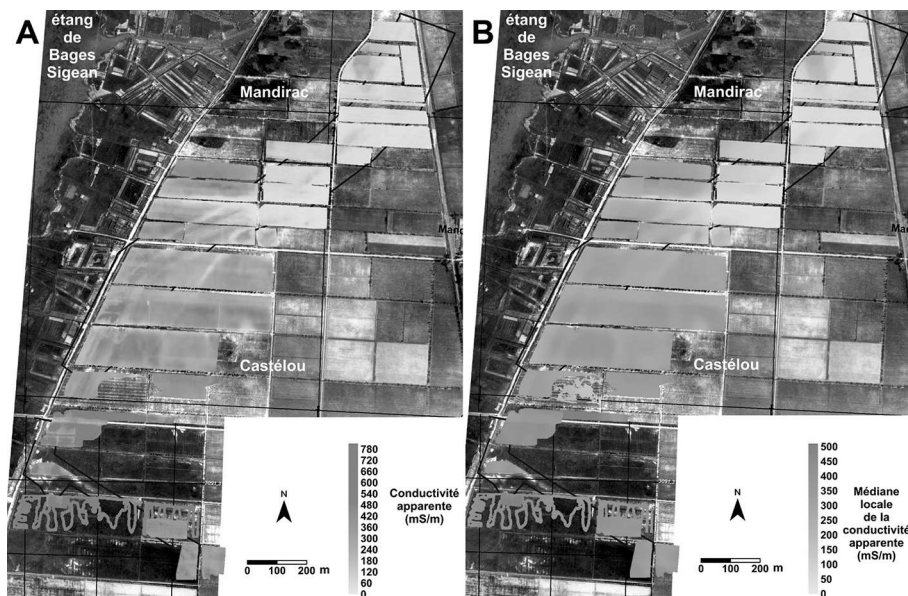 A
étang
de
Bages
Sigean
Mandirac
Castélou
N
0 100 200 m
780
720
660
600
540
480
420
360
300
240
180
120
60
0
Conductivité
apparente
(mS/m)
B
étang
de
Bages
Sigean
Mandirac
Castélou
N
0 100 200 m
500
450
400
350
300
250
200
150
100
50
0
Médiane
locale
de la
conductivité
apparente
(mS/m)